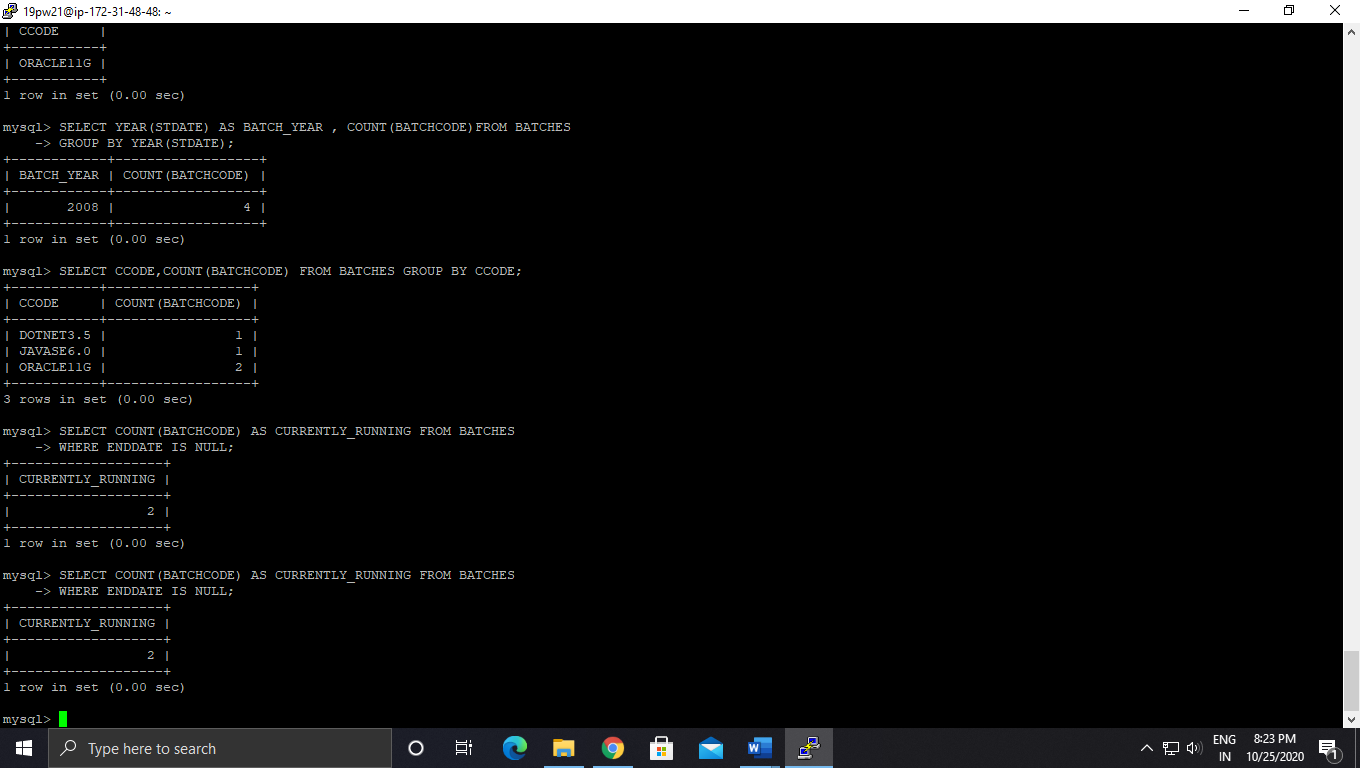 19pw21@ip-172-31-48-48: ~
| CCODE     |
+-----------+
| ORACLE11G |
+-----------+
1 row in set (0.00 sec)
mysql> SELECT YEAR(STDATE) AS BATCH_YEAR , COUNT(BATCHCODE)FROM BATCHES
    -> GROUP BY YEAR(STDATE);
+------------+------------------+
| BATCH_YEAR | COUNT(BATCHCODE) |
+------------+------------------+
|       2008 |                4 |
+------------+------------------+
1 row in set (0.00 sec)
mysql> SELECT CCODE,COUNT(BATCHCODE) FROM BATCHES GROUP BY CCODE;
+-----------+------------------+
| CCODE     | COUNT(BATCHCODE) |
+-----------+------------------+
| DOTNET3.5 |                1 |
| JAVASE6.0 |                1 |
| ORACLE11G |                2 |
+-----------+------------------+
3 rows in set (0.00 sec)
mysql> SELECT COUNT(BATCHCODE) AS CURRENTLY_RUNNING FROM BATCHES
    -> WHERE ENDDATE IS NULL;
+-------------------+
| CURRENTLY_RUNNING |
+-------------------+
|                 2 |
+-------------------+
1 row in set (0.00 sec)
mysql> SELECT COUNT(BATCHCODE) AS CURRENTLY_RUNNING FROM BATCHES
    -> WHERE ENDDATE IS NULL;
+-------------------+
| CURRENTLY_RUNNING |
+-------------------+
|                 2 |
+-------------------+
1 row in set (0.00 sec)
mysql>
Type here to search
W
ENG
IN
8:23 PM
10/25/2020
1